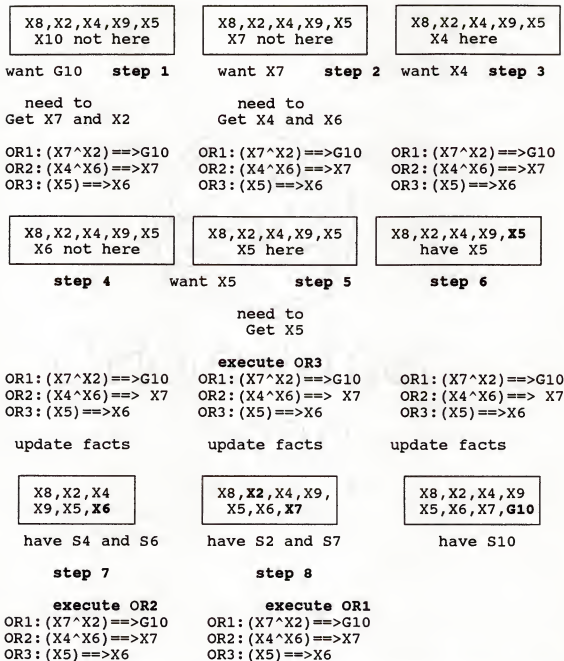 X8,X2,X4,X9,X5
X10 not here
X8,X2,X4,X9,X5
X7 not here
X8,X2,X4,X9,X5
X4 here
want G10 step 1
want X7 step 2
want X4 step 3
need to
Get X7 and X2
need to
Get X4 and X6
OR1:(X7^X2)==>G10
OR2:(X4^X6)==>X7
OR3:(X5)==>X6
OR1:(X7^X2)==>G10
OR2:(X4^X6)==>X7
OR3:(X5)==>X6
OR1:(X7^X2)==>G10
OR2:(X4^X6)==>X7
OR3:(X5)==>X6
X8,X2,X4,X9,X5
X6 not here
X8,X2,X4,X9,X5
X5 here
X8,X2,X4,X9,X5
have X5
step 4
want X5 step 5
step 6
need to
Get X5
execute OR3
OR1:(X7^X2)==>G10
OR2:(X4^X6)==> X7
OR3:(X5)==>X6
OR1:(X7^X2)==>G10
OR2:(X4^X6)==> X7
OR3:(X5)==>X6
OR1:(X7^X2)==>G10
OR2:(X4^X6)==> X7
OR3:(X5)==>X6
update facts
update facts
update facts
X8,X2,X4
X9,X5,X6
X8,X2,X4,X9,
X5,X6,X7
X8,X2,X4,X9
X5,X6,X7,G10
have S4 and S6
have S2 and S7
have S10
step 7
step 8
execute OR2
execute OR1
OR1:(X7^X2)==>G10
OR2:(X4^X6)==>X7
OR3:(X5)==>X6
OR1:(X7^X2)==>G10
OR2:(X4^X6)==>X7
OR3:(X5)==>X6